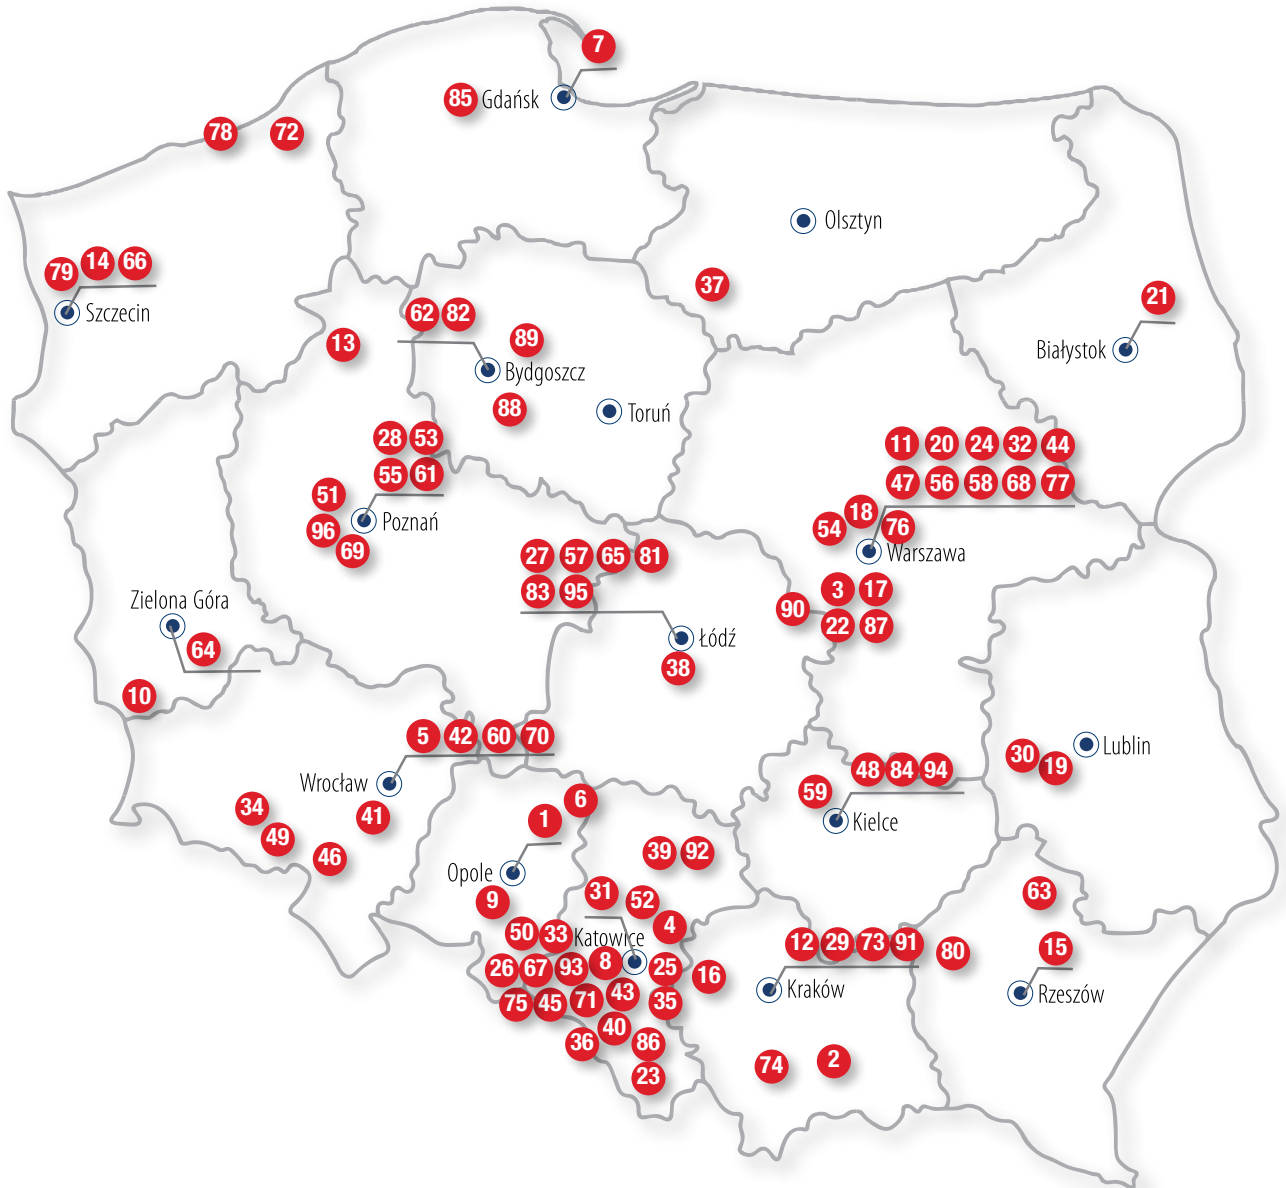 7
85 Gdańsk
78 72
Olsztyn
79 14 66
Szczecin
37
21
Białystok
62 82
89
13
Bydgoszcz
88
Toruń
28 53
55 61
51
96
69
Poznań
11 20 24 32 44
47 56 58 68 77
54 18 76
Warszawa
27 57 65 81
83 95
Łódź
38
90
3 17
22 87
Zielona Góra
64
10
5 42 60 70
Wrocław
34
49
46
41
30 19
Lublin
48 84 94
59
Kielce
6
1
Opole
9
39 92
31 52
4
50 33
Katowice
26 67 93 8 25 16
75 45 71 43 35
36 40 86
23
12 29 73 91
80
Kraków
74 2
63
15
Rzeszów